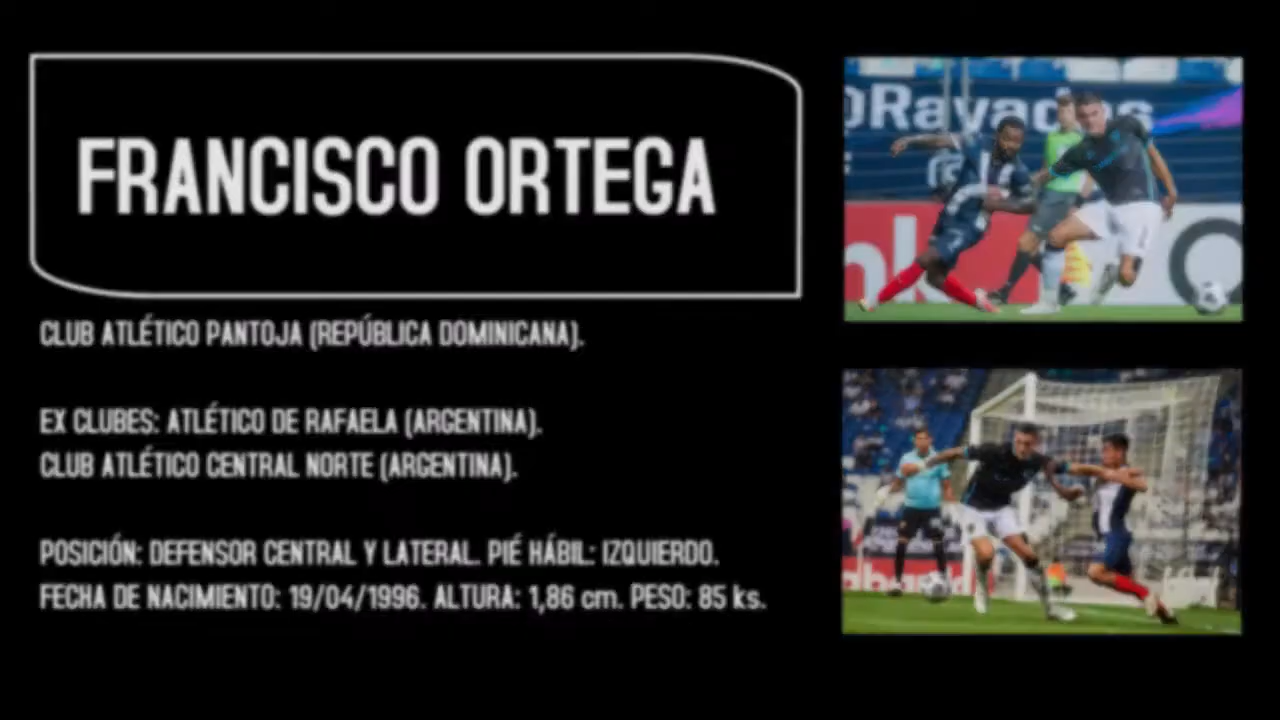 FRANCISCO ORTEGA
CLUB ATLÉTICO PANTOJA (REPÚBLICA DOMINICANA).
EX CLUBES: ATLÉTICO DE RAFAELA (ARGENTINA).
CLUB ATLÉTICO CENTRAL NORTE (ARGENTINA).
POSICIÓN: DEFENSOR CENTRAL Y LATERAL. PIÉ HÁBIL: IZQUIERDO.
FECHA DE NACIMIENTO: 19/04/1996. ALTURA: 1,86 cm. PESO: 85 ks.
@Rayados